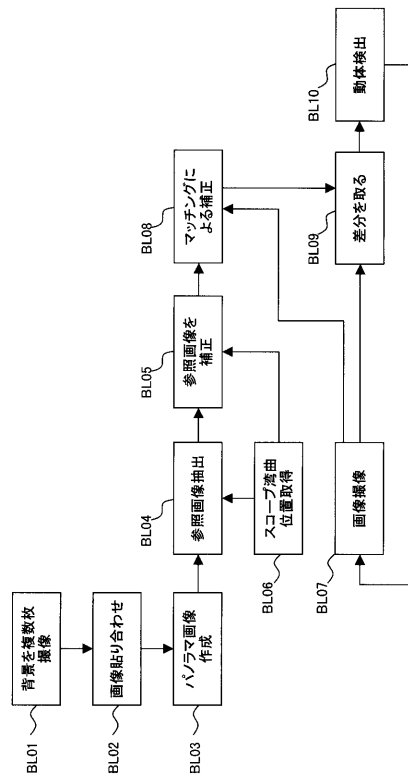 BL01
背景を複数枚
撮像
BL02
画像貼り合わせ
BL03
パノラマ画像
作成
BL04
参照画像抽出
BL05
参照画像を
補正
BL06
スコープ湾曲
位置取得
BL07
画像撮像
BL08
マッチングに
よる補正
BL09
差分を取る
BL10
動体検出